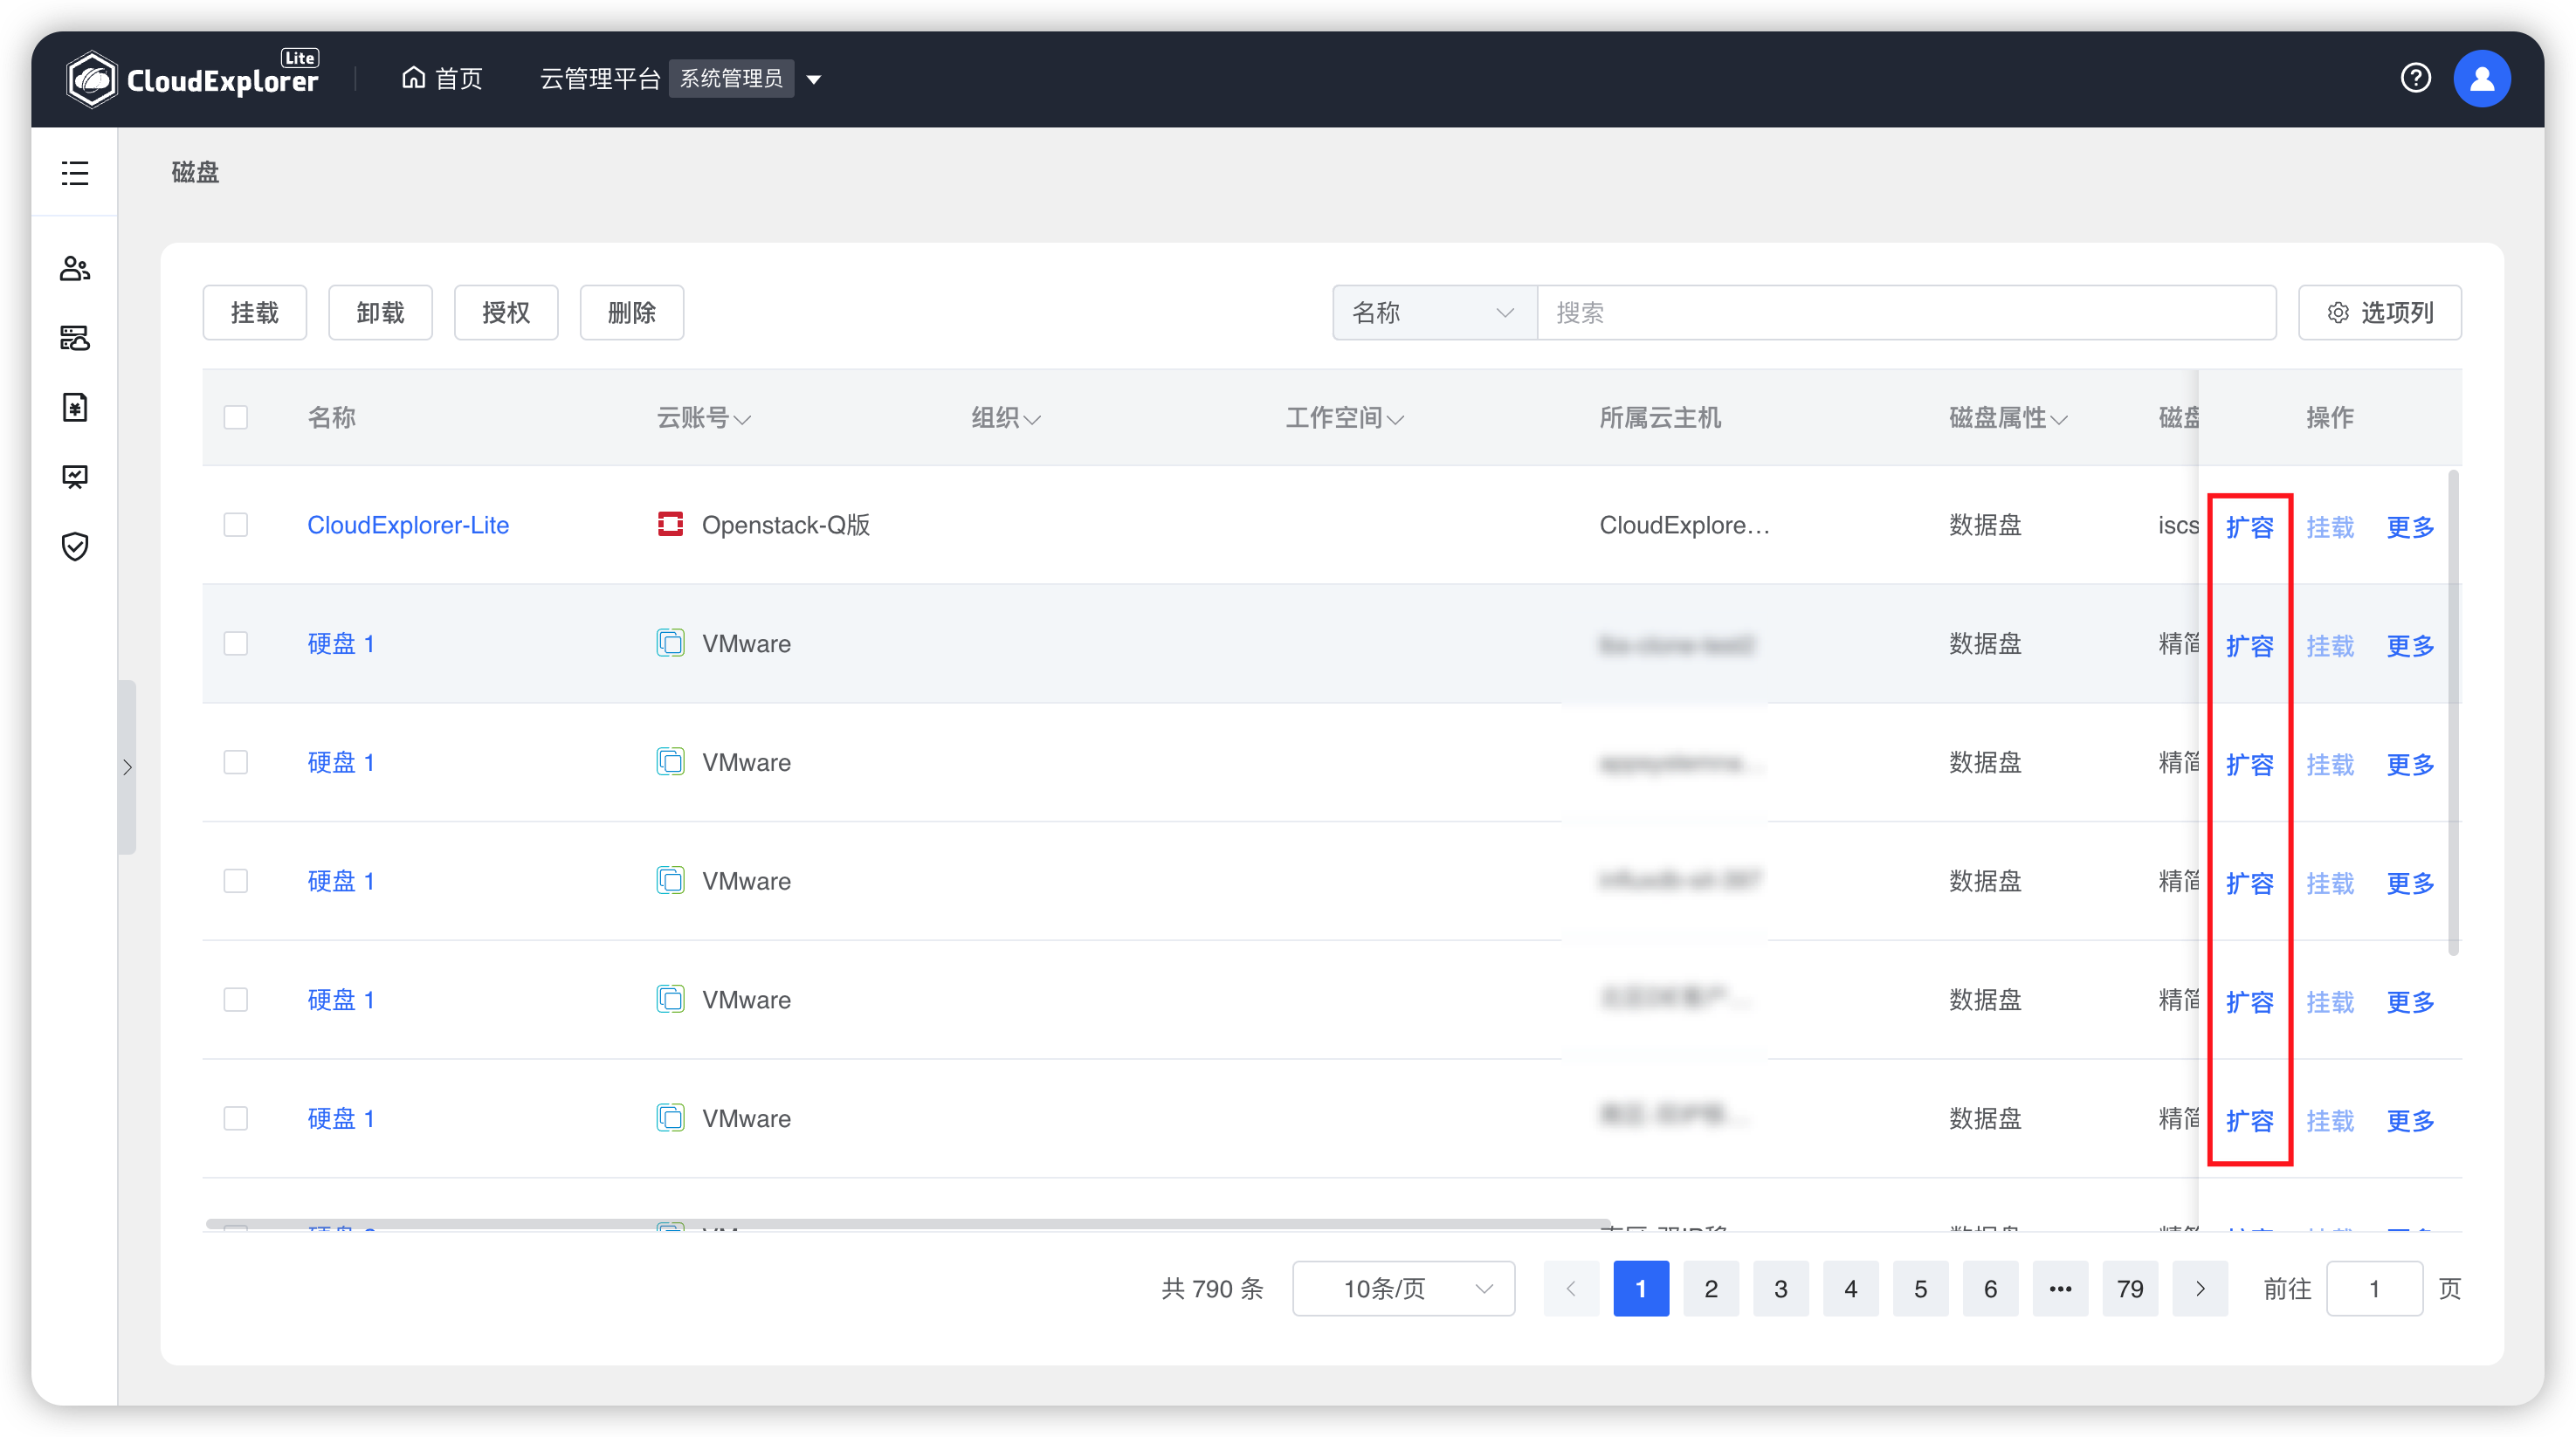 CloudExplorer Lite 首页 云管理平台 系统管理员
磁盘
挂载 卸载 授权 删除 名称 搜索 选项列
名称 云账号 组织 工作空间 所属云主机 磁盘属性 磁盘 操作
CloudExplorer-Lite Openstack-Q版 CloudExplore... 数据盘 iscs 扩容 挂载 更多
硬盘 1 VMware 数据盘 精简 扩容 挂载 更多
硬盘 1 VMware 数据盘 精简 扩容 挂载 更多
硬盘 1 VMware 数据盘 精简 扩容 挂载 更多
硬盘 1 VMware 数据盘 精简 扩容 挂载 更多
硬盘 1 VMware 数据盘 精简 扩容 挂载 更多
共 790 条 10条/页 1 2 3 4 5 6 ••• 79 前往 1 页